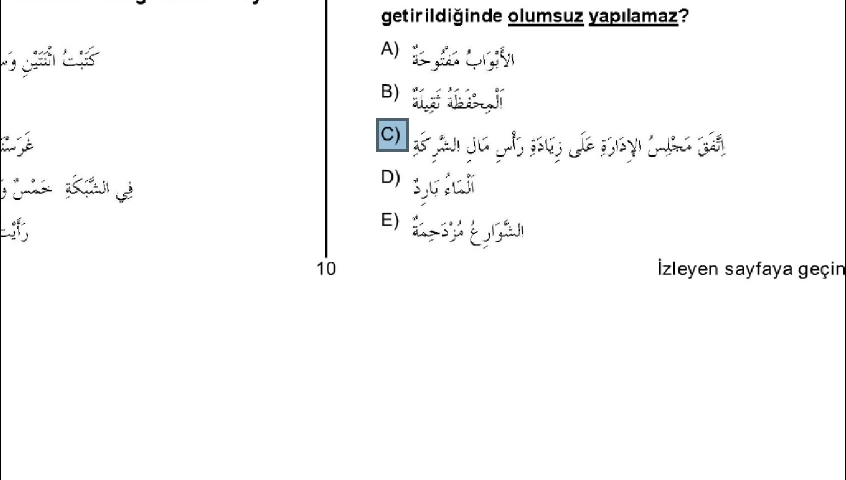 كَتَبْتُ اثْنَتَيْنِ
فِي الشَّبَكَةِ خَمْسُ
getirildiğinde olumsuz yapılamaz?
A) الأَبْوَابُ مَفْتُوحَةٌ
B) اَلْمِحْفَظَةُ ثَقِيلَةٌ
C) اِتَّفَقَ مَجْلِسُ الإِدَارَةِ عَلَى زِيَادَةِ رَأْسِ مَالِ الشَّرِكَةِ
D) اَلْمَاءُ بَارِدٌ
E) الشَّوَارِعُ مُزْدَحِمَةٌ
10
İzleyen sayfaya geçin